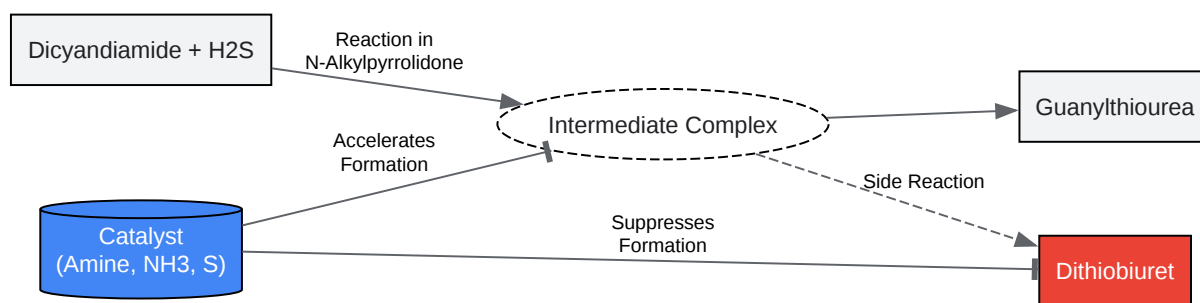 Dicyandiamide + H2S
Reaction in
N-Alkylpyrrolidone
Intermediate Complex
Guanylthiourea
Accelerates
Formation
Side Reaction
Catalyst
(Amine, NH3, S)
Suppresses
Formation
Dithiobiuret